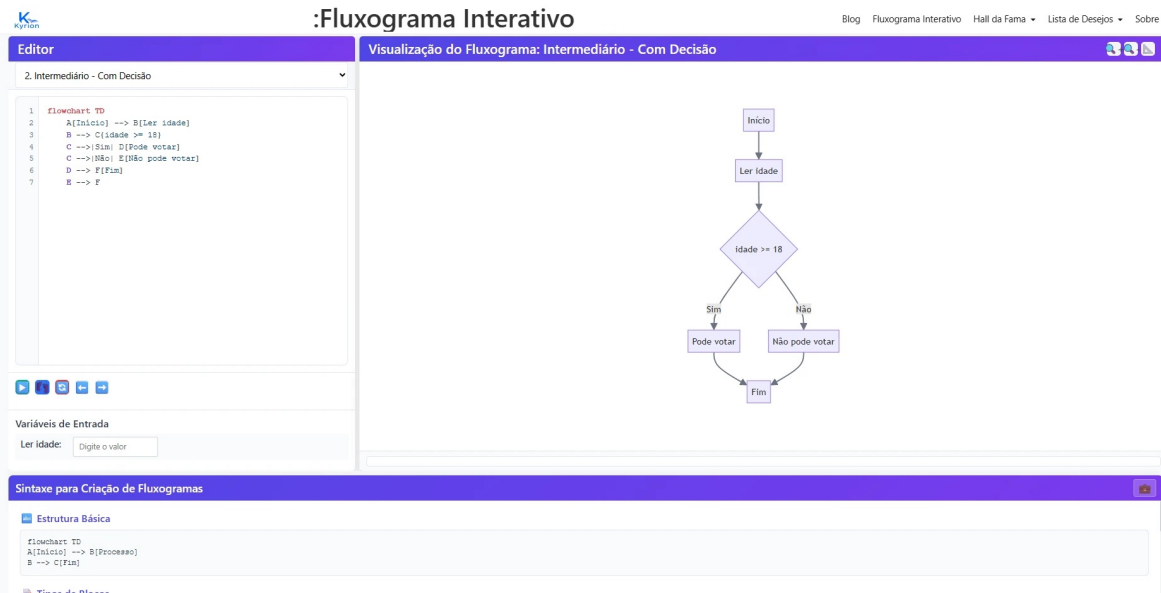 Kyrion
:Fluxograma Interativo
Blog Fluxograma Interativo Hall da Fama Lista de Desejos Sobre
Editor
2. Intermediário - Com Decisão
1 flowchart TD
2 A[Início] --> B[Ler idade]
3 B --> C{idade >= 18}
4 C -->|Sim| D[Pode votar]
5 C -->|Não| E[Não pode votar]
6 D --> F[Fim]
7 E --> F
Variáveis de Entrada
Ler idade: Digite o valor
Visualização do Fluxograma: Intermediário - Com Decisão
Início
Ler idade
idade >= 18
Sim Não
Pode votar Não pode votar
Fim
Sintaxe para Criação de Fluxogramas
Estrutura Básica
flowchart TD
A[Início] --> B[Processo]
B --> C[Fim]
Tipos de Blocos